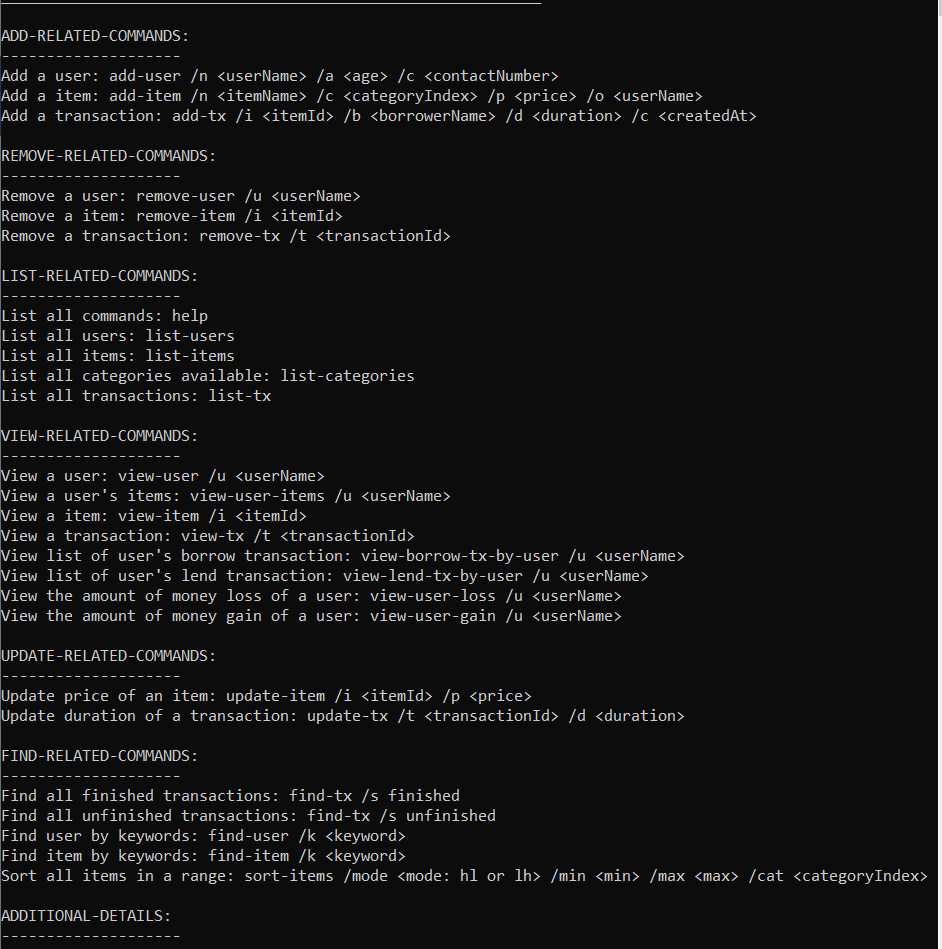 ADD-RELATED-COMMANDS:
--------------------
Add a user: add-user /n <userName> /a <age> /c <contactNumber>
Add a item: add-item /n <itemName> /c <categoryIndex> /p <price> /o <userName>
Add a transaction: add-tx /i <itemId> /b <borrowerName> /d <duration> /c <createdAt>
REMOVE-RELATED-COMMANDS:
--------------------
Remove a user: remove-user /u <userName>
Remove a item: remove-item /i <itemId>
Remove a transaction: remove-tx /t <transactionId>
LIST-RELATED-COMMANDS:
--------------------
List all commands: help
List all users: list-users
List all items: list-items
List all categories available: list-categories
List all transactions: list-tx
VIEW-RELATED-COMMANDS:
--------------------
View a user: view-user /u <userName>
View a user's items: view-user-items /u <userName>
View a item: view-item /i <itemId>
View a transaction: view-tx /t <transactionId>
View list of user's borrow transaction: view-borrow-tx-by-user /u <userName>
View list of user's lend transaction: view-lend-tx-by-user /u <userName>
View the amount of money loss of a user: view-user-loss /u <userName>
View the amount of money gain of a user: view-user-gain /u <userName>
UPDATE-RELATED-COMMANDS:
--------------------
Update price of an item: update-item /i <itemId> /p <price>
Update duration of a transaction: update-tx /t <transactionId> /d <duration>
FIND-RELATED-COMMANDS:
--------------------
Find all finished transactions: find-tx /s finished
Find all unfinished transactions: find-tx /s unfinished
Find user by keywords: find-user /k <keyword>
Find item by keywords: find-item /k <keyword>
Sort all items in a range: sort-items /mode <mode: hl or lh> /min <min> /max <max> /cat <categoryIndex>
ADDITIONAL-DETAILS:
--------------------